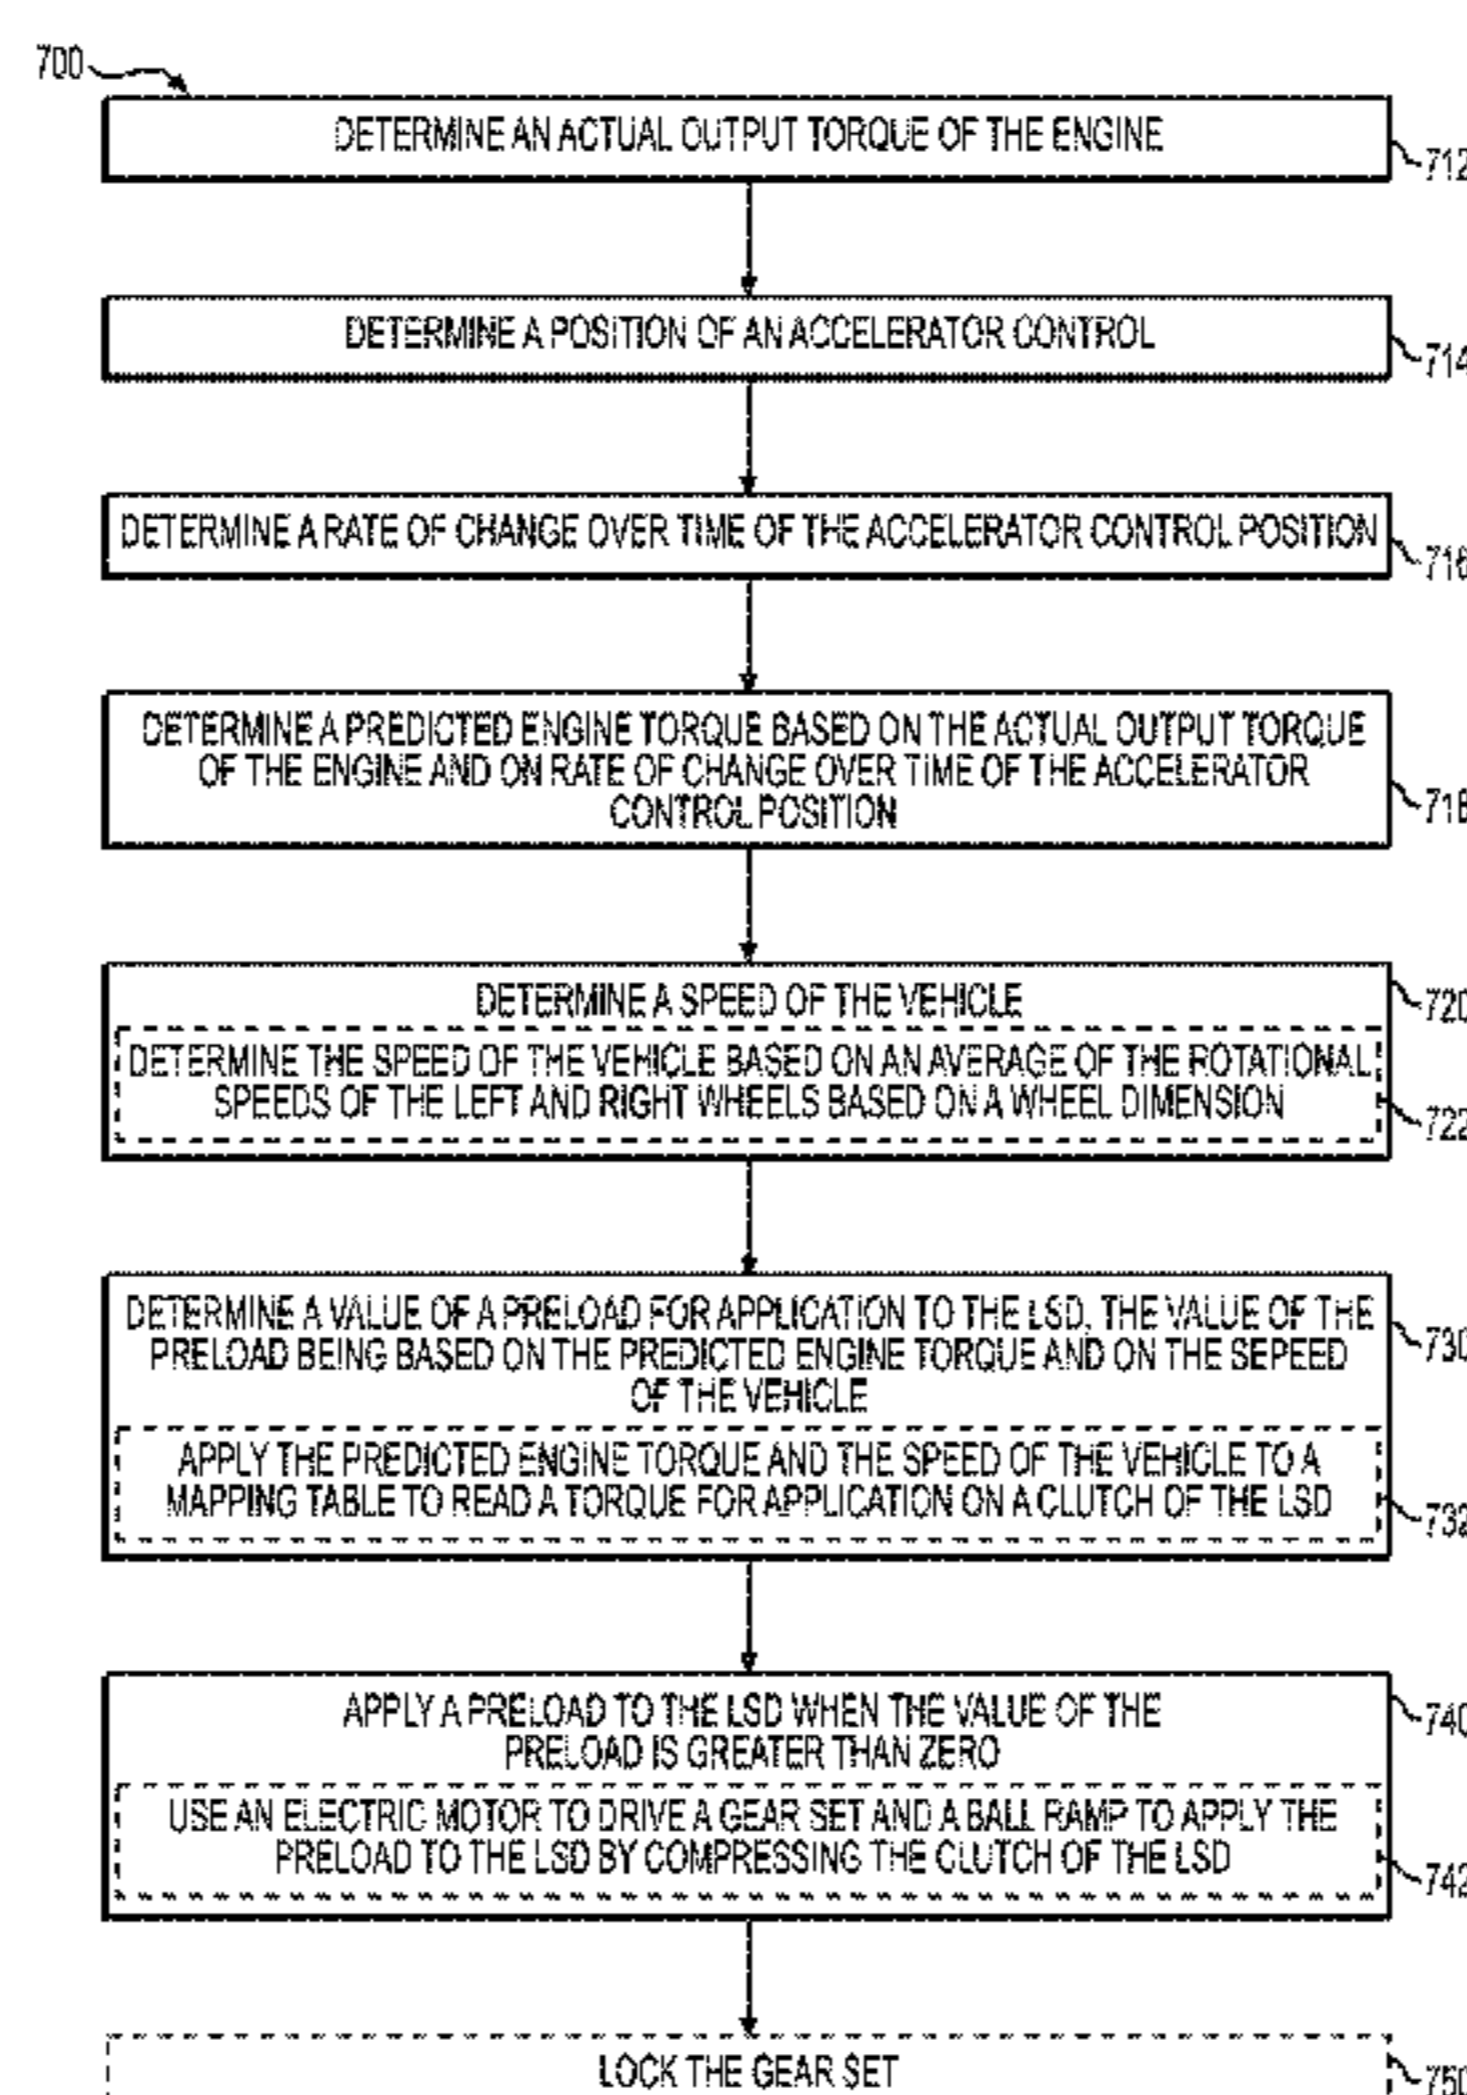 700
DETERMINE AN ACTUAL OUTPUT TORQUE OF THE ENGINE
712
DETERMINE A POSITION OF AN ACCELERATOR CONTROL
714
DETERMINE A RATE OF CHANGE OVER TIME OF THE ACCELERATOR CONTROL POSITION
716
DETERMINE A PREDICTED ENGINE TORQUE BASED ON THE ACTUAL OUTPUT TORQUE
OF THE ENGINE AND ON RATE OF CHANGE OVER TIME OF THE ACCELERATOR
CONTROL POSITION
718
DETERMINE A SPEED OF THE VEHICLE
720
DETERMINE THE SPEED OF THE VEHICLE BASED ON AN AVERAGE OF THE ROTATIONAL
SPEEDS OF THE LEFT AND RIGHT WHEELS BASED ON A WHEEL DIMENSION
722
DETERMINE A VALUE OF A PRELOAD FOR APPLICATION TO THE LSD, THE VALUE OF THE
PRELOAD BEING BASED ON THE PREDICTED ENGINE TORQUE AND ON THE SEPEED
OF THE VEHICLE
730
APPLY THE PREDICTED ENGINE TORQUE AND THE SPEED OF THE VEHICLE TO A
MAPPING TABLE TO READ A TORQUE FOR APPLICATION ON A CLUTCH OF THE LSD
732
APPLY A PRELOAD TO THE LSD WHEN THE VALUE OF THE
PRELOAD IS GREATER THAN ZERO
740
USE AN ELECTRIC MOTOR TO DRIVE A GEAR SET AND A BALL RAMP TO APPLY THE
PRELOAD TO THE LSD BY COMPRESSING THE CLUTCH OF THE LSD
742
LOCK THE GEAR SET
750